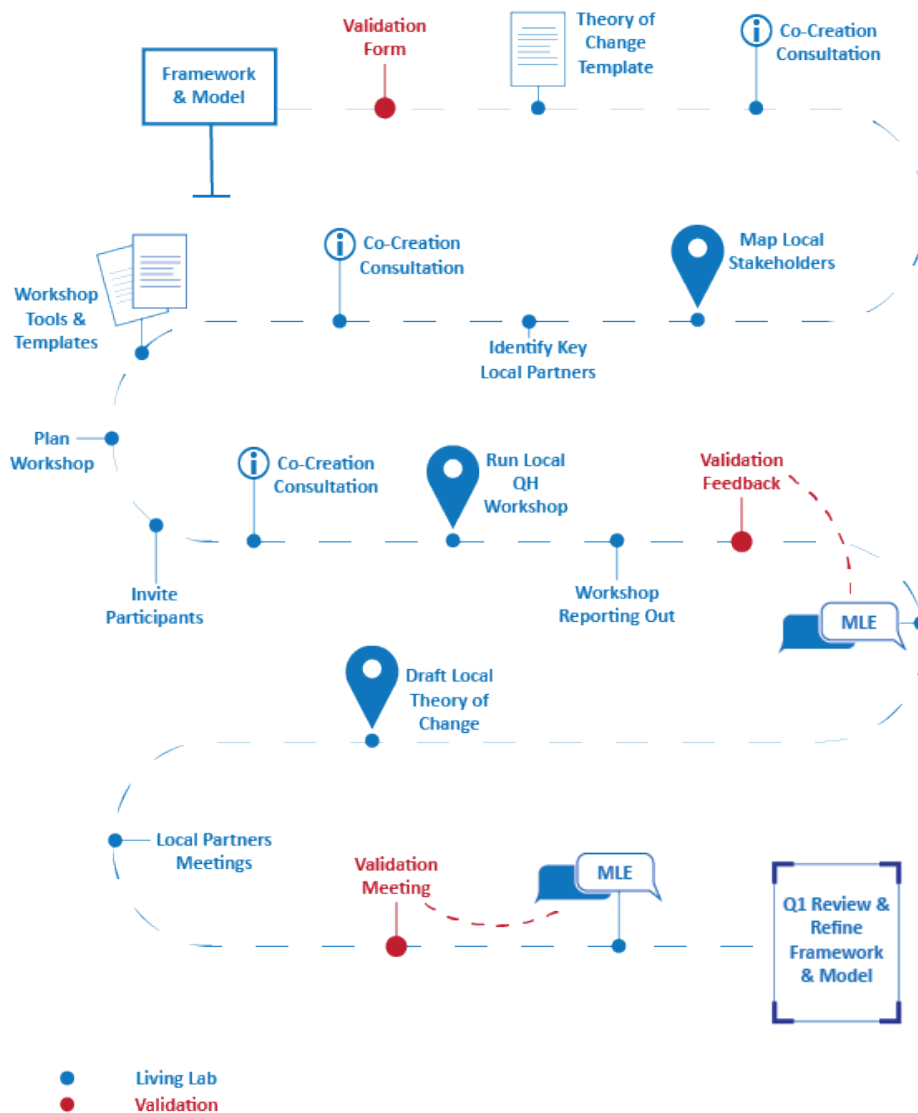 Framework
& Model
Validation
Form
Theory of
Change
Template
Co-Creation
Consultation
Map Local
Stakeholders
Identify Key
Local Partners
Co-Creation
Consultation
Workshop
Tools &
Templates
Plan
Workshop
Invite
Participants
Co-Creation
Consultation
Run Local
QH
Workshop
Workshop
Reporting Out
Validation
Feedback
MLE
Draft Local
Theory of
Change
Local Partners
Meetings
Validation
Meeting
MLE
Q1 Review &
Refine
Framework
& Model
Living Lab
Validation